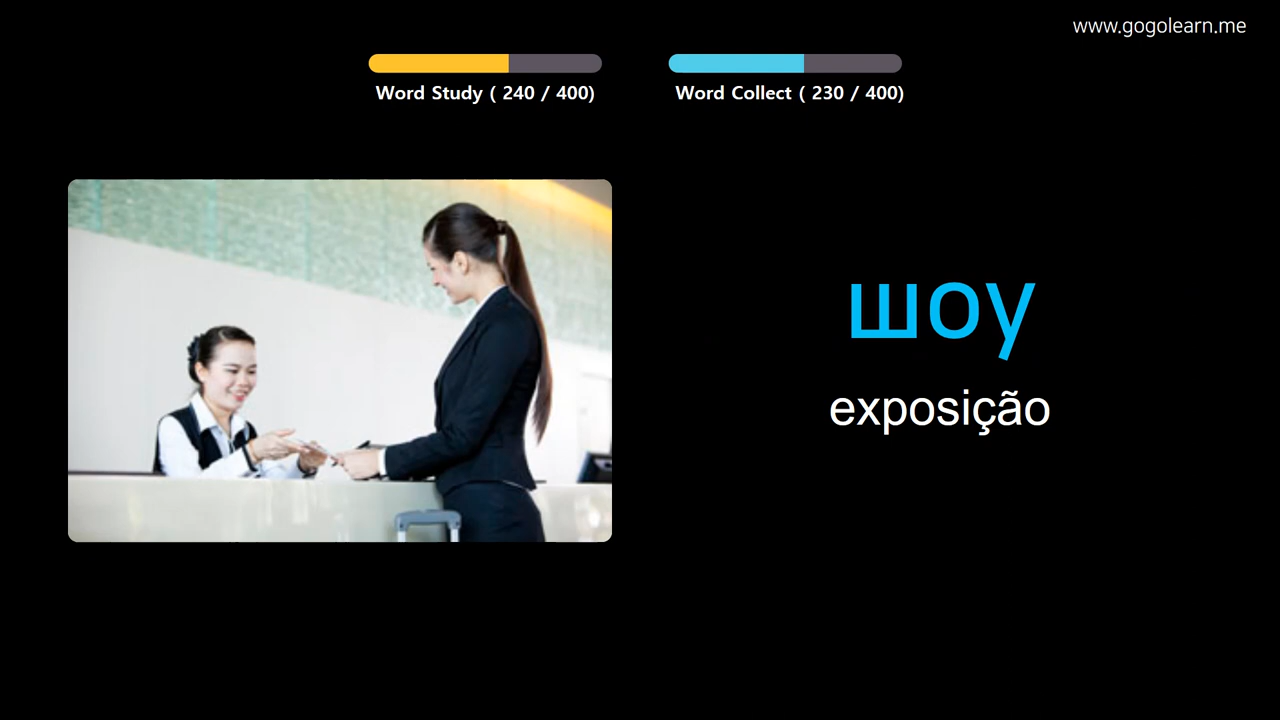 www.gogolearn.me
Word Study ( 240 / 400)
Word Collect ( 230 / 400)
шоу
exposição